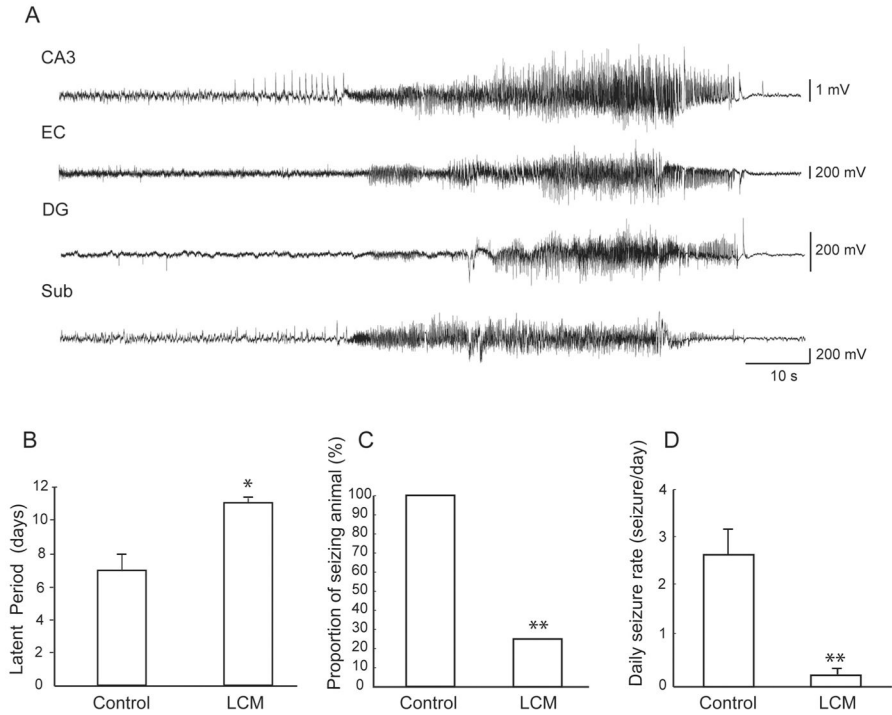 A
CA3
1 mV
EC
200 mV
DG
200 mV
Sub
200 mV
10 s
B
Latent Period (days)
12
10
8
6
4
2
0
*
Control
LCM
C
Proportion of seizing animal (%)
100
90
80
70
60
50
40
30
20
10
0
**
Control
LCM
D
Daily seizure rate (seizure/day)
4
3
2
1
0
**
Control
LCM